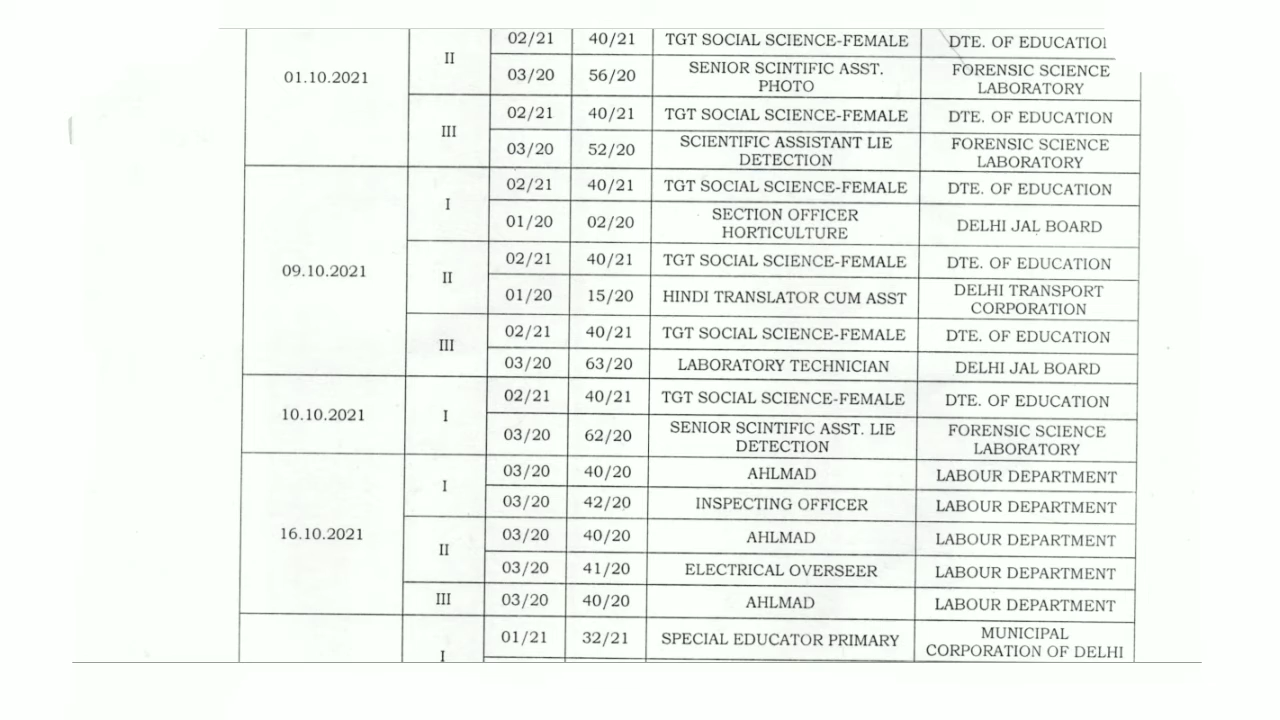 02/21 40/21 TGT SOCIAL SCIENCE-FEMALE DTE. OF EDUCATIO
01.10.2021 II 03/20 56/20 SENIOR SCINTIFIC ASST. PHOTO FORENSIC SCIENCE LABORATORY
III 02/21 40/21 TGT SOCIAL SCIENCE-FEMALE DTE. OF EDUCATION
03/20 52/20 SCIENTIFIC ASSISTANT LIE DETECTION FORENSIC SCIENCE LABORATORY
09.10.2021 I 02/21 40/21 TGT SOCIAL SCIENCE-FEMALE DTE. OF EDUCATION
01/20 02/20 SECTION OFFICER HORTICULTURE DELHI JAL BOARD
II 02/21 40/21 TGT SOCIAL SCIENCE-FEMALE DTE. OF EDUCATION
01/20 15/20 HINDI TRANSLATOR CUM ASST DELHI TRANSPORT CORPORATION
III 02/21 40/21 TGT SOCIAL SCIENCE-FEMALE DTE. OF EDUCATION
03/20 63/20 LABORATORY TECHNICIAN DELHI JAL BOARD
10.10.2021 I 02/21 40/21 TGT SOCIAL SCIENCE-FEMALE DTE. OF EDUCATION
03/20 62/20 SENIOR SCINTIFIC ASST. LIE DETECTION FORENSIC SCIENCE LABORATORY
16.10.2021 I 03/20 40/20 AHLMAD LABOUR DEPARTMENT
03/20 42/20 INSPECTING OFFICER LABOUR DEPARTMENT
II 03/20 40/20 AHLMAD LABOUR DEPARTMENT
03/20 41/20 ELECTRICAL OVERSEER LABOUR DEPARTMENT
III 03/20 40/20 AHLMAD LABOUR DEPARTMENT
I 01/21 32/21 SPECIAL EDUCATOR PRIMARY MUNICIPAL CORPORATION OF DELHI